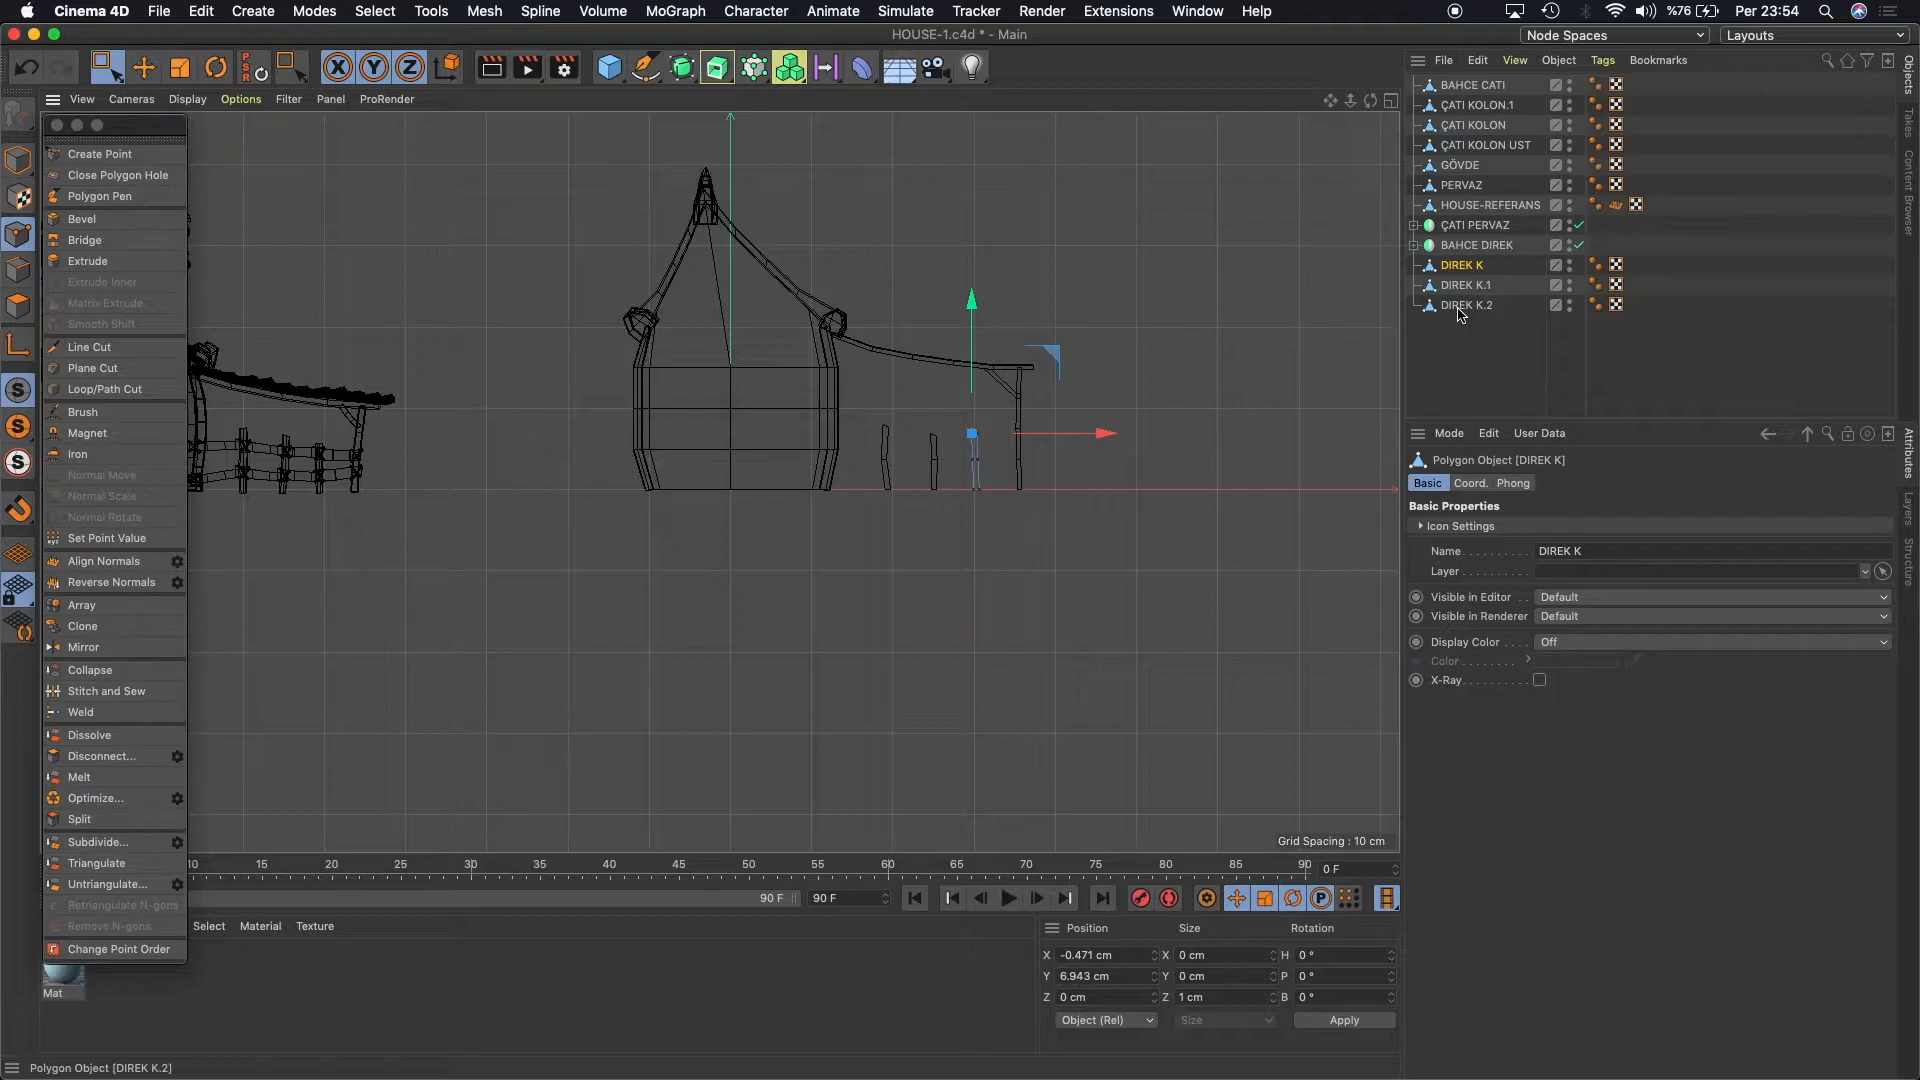 Cinema 4D File Edit Create Modes Select Tools Mesh Spline Volume MoGraph Character Animate Simulate Tracker Render Extensions Window Help %76 Per 23:54
HOUSE-1.c4d * - Main
Node Spaces Layouts
File Edit View Object Tags Bookmarks
View Cameras Display Options Filter Panel ProRender
Create Point
Close Polygon Hole
Polygon Pen
Bevel
Bridge
Extrude
Extrude Inner
Matrix Extrude
Smooth Shift
Line Cut
Plane Cut
Loop/Path Cut
Brush
Magnet
Iron
Normal Move
Normal Scale
Normal Rotate
Set Point Value
Align Normals
Reverse Normals
Array
Clone
Mirror
Collapse
Stitch and Sew
Weld
Dissolve
Disconnect...
Melt
Optimize...
Split
Subdivide...
Triangulate
Untriangulate...
Retriangulate N-gons
Remove N-gons
Change Point Order
BAHCE CATI
ÇATI KOLON.1
ÇATI KOLON
ÇATI KOLON UST
GÖVDE
PERVAZ
HOUSE-REFERANS
ÇATI PERVAZ
BAHCE DIREK
DIREK K
DIREK K.1
DIREK K.2
Objects
Takes
Content Browser
Mode Edit User Data
Polygon Object [DIREK K]
Basic Coord. Phong
Basic Properties
Icon Settings
Name DIREK K
Layer
Visible in Editor Default
Visible in Renderer Default
Display Color Off
Color
X-Ray
Attributes
Layers
Structure
Grid Spacing : 10 cm
10 15 20 25 30 35 40 45 50 55 60 65 70 75 80 85 90 0 F
90 F 90 F
Select Material Texture
Mat
Position Size Rotation
X -0.471 cm X 0 cm H 0 °
Y 6.943 cm Y 0 cm P 0 °
Z 0 cm Z 1 cm B 0 °
Object (Rel) Size Apply
Polygon Object [DIREK K.2]